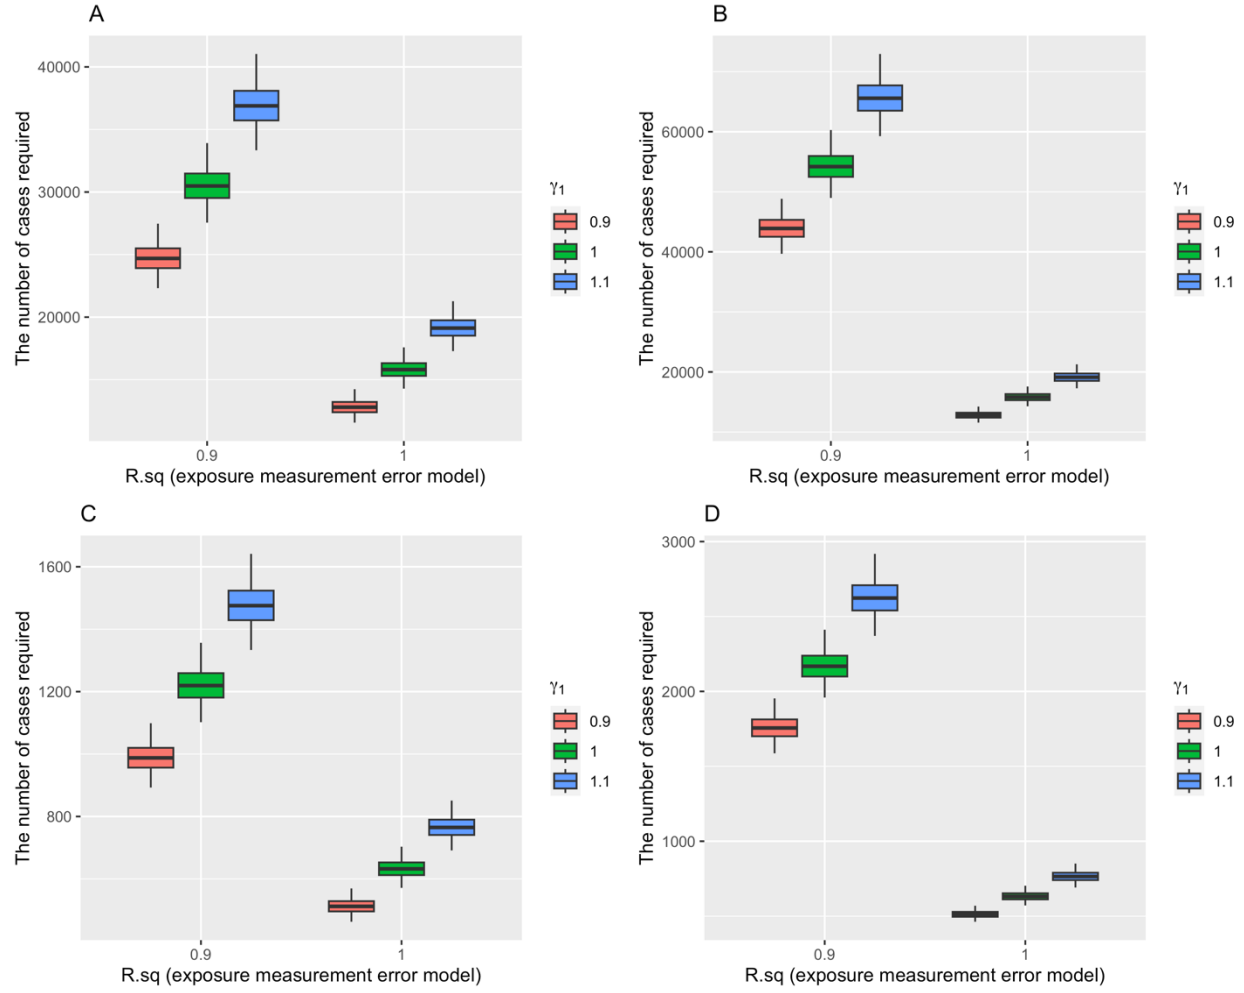 A
The number of cases required
40000
30000
20000
0.9
1
R.sq (exposure measurement error model)
γ1
0.9
1
1.1
B
The number of cases required
60000
40000
20000
0.9
1
R.sq (exposure measurement error model)
γ1
0.9
1
1.1
C
The number of cases required
1600
1200
800
0.9
1
R.sq (exposure measurement error model)
γ1
0.9
1
1.1
D
The number of cases required
3000
2000
1000
0.9
1
R.sq (exposure measurement error model)
γ1
0.9
1
1.1